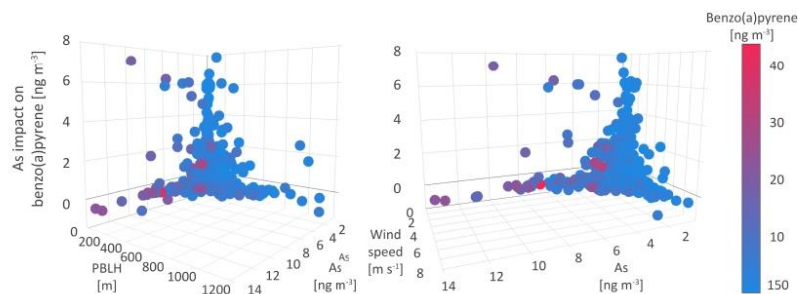 Benzo(a)pyrene
[ng m⁻³]
40
30
20
10
150
As impact on
benzo(a)pyrene [ng m⁻³]
8
6
4
2
0
0
200
400
600
800
1000
1200
PBLH
[m]
14
12
10
8
6
4
2
As
As
[ng m⁻³]
8
6
4
2
0
0
2
4
6
8
Wind
speed
[m s⁻¹]
14
12
10
8
6
4
2
As
[ng m⁻³]